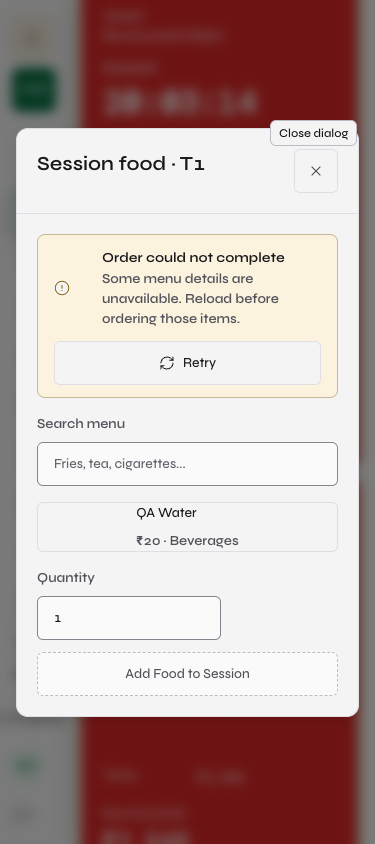 Close dialog
Session food · T1
Order could not complete
Some menu details are
unavailable. Reload before
ordering those items.
Retry
Search menu
Fries, tea, cigarettes...
QA Water
₹20 · Beverages
Quantity
1
Add Food to Session